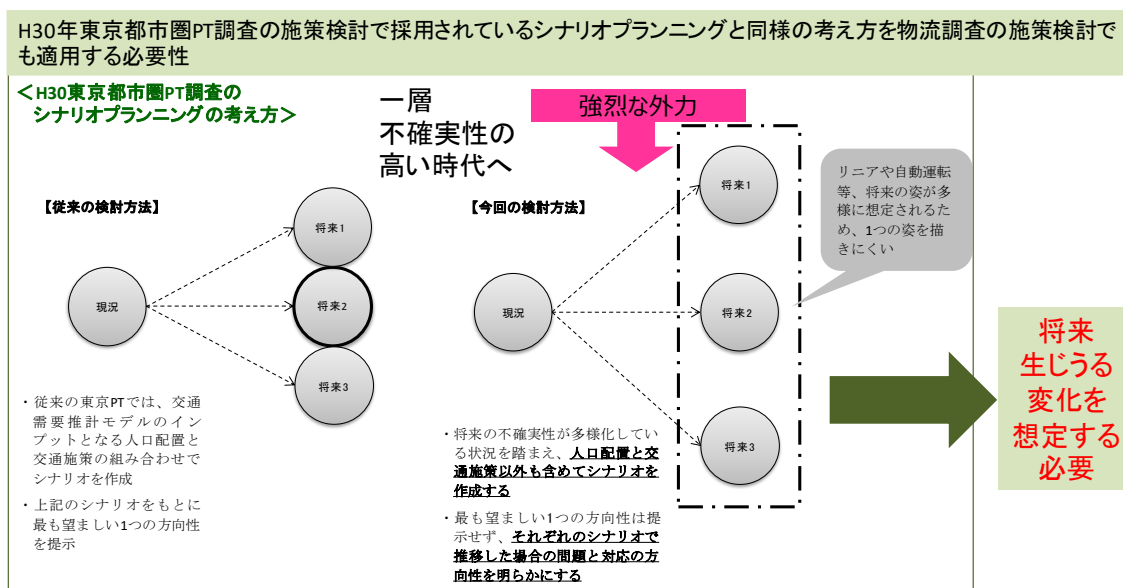 H30年東京都市圏PT調査の施策検討で採用されているシナリオプランニングと同様の考え方を物流調査の施策検討で
も適用する必要性
＜H30東京都市圏PT調査の
シナリオプランニングの考え方＞
一層
不確実性の
高い時代へ
強烈な外力
【従来の検討方法】
現況
将来1
将来2
将来3
・従来の東京PTでは、交通
需要推計モデルのイン
プットとなる人口配置と
交通施策の組み合わせで
シナリオを作成
・上記のシナリオをもとに
最も望ましい1つの方向性
を提示
【今回の検討方法】
現況
将来1
将来2
将来3
リニアや自動運転
等、将来の姿が多
様に想定されるた
め、1つの姿を描
きにくい
・将来の不確実性が多様化してい
る状況を踏まえ、人口配置と交
通施策以外も含めてシナリオを
作成する
・最も望ましい1つの方向性は提
示せず、それぞれのシナリオで
推移した場合の問題と対応の方
向性を明らかにする
将来
生じうる
変化を
想定する
必要